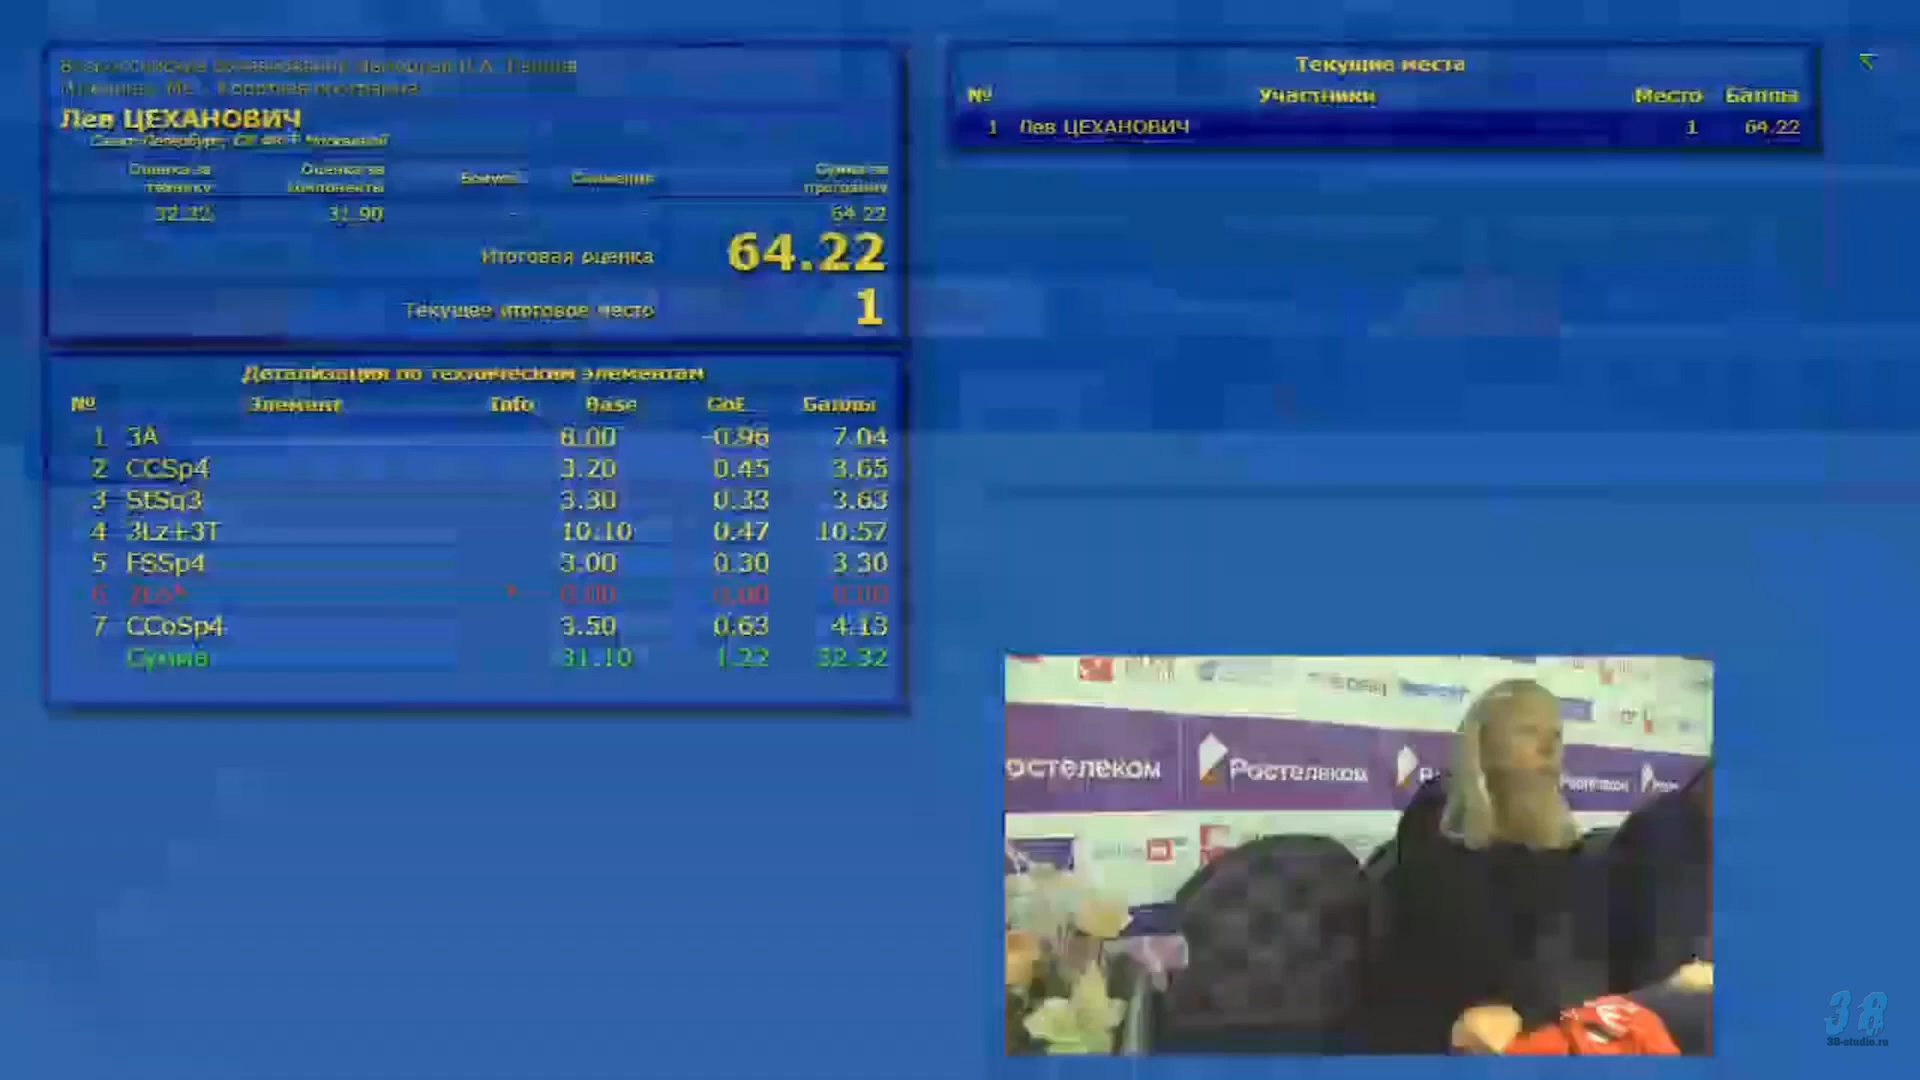 Лев ЦЕХАНОВИЧ
Оценка за технику
Оценка за компоненты
Сумма за программу
32.32 31.90 - - 64.22
Итоговая оценка 64.22
Текущее итоговое место 1
Детализация по техническим элементам
№ Элемент Info Base GoE Баллы
1 3A 8.00 -0.96 7.04
2 CCSp4 3.20 0.45 3.65
3 StSq3 3.30 0.33 3.63
4 3Lz+3T 10.10 0.47 10.57
5 FSSp4 3.00 0.30 3.30
6 * 0.00 0.00 0.00
7 CCoSp4 3.50 0.63 4.13
Сумма 31.10 1.22 32.32
Текущие места
№ Участники Место Баллы
1 Лев ЦЕХАНОВИЧ 1 64.22
остелеком Ростелеком Ростелеком
38
38-studio.ru